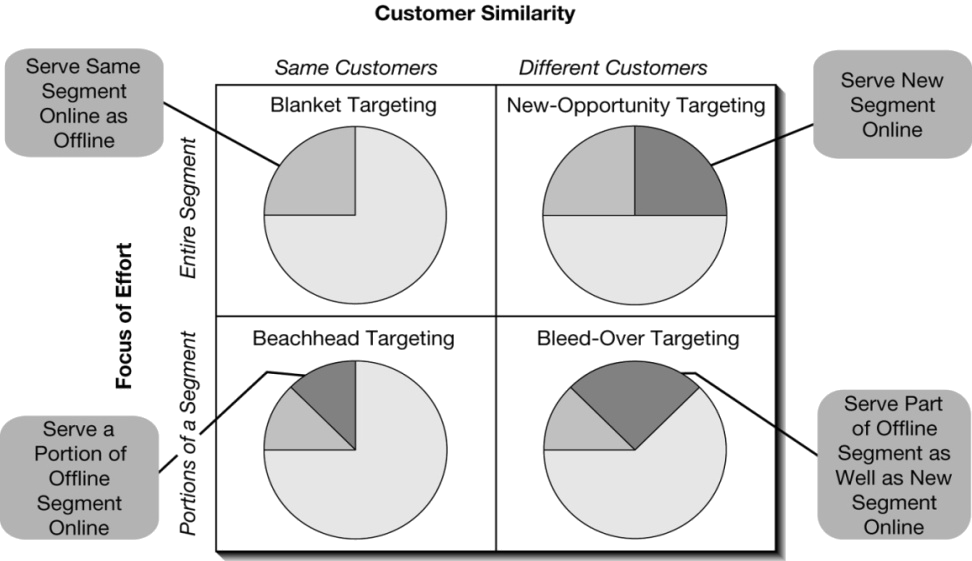 Customer Similarity
Same Customers
Different Customers
Serve Same
Segment
Online as
Offline
Blanket Targeting
New-Opportunity Targeting
Serve New
Segment
Online
Entire Segment
Focus of Effort
Beachhead Targeting
Bleed-Over Targeting
Portions of a Segment
Serve a
Portion of
Offline
Segment
Online
Serve Part
of Offline
Segment as
Well as New
Segment
Online